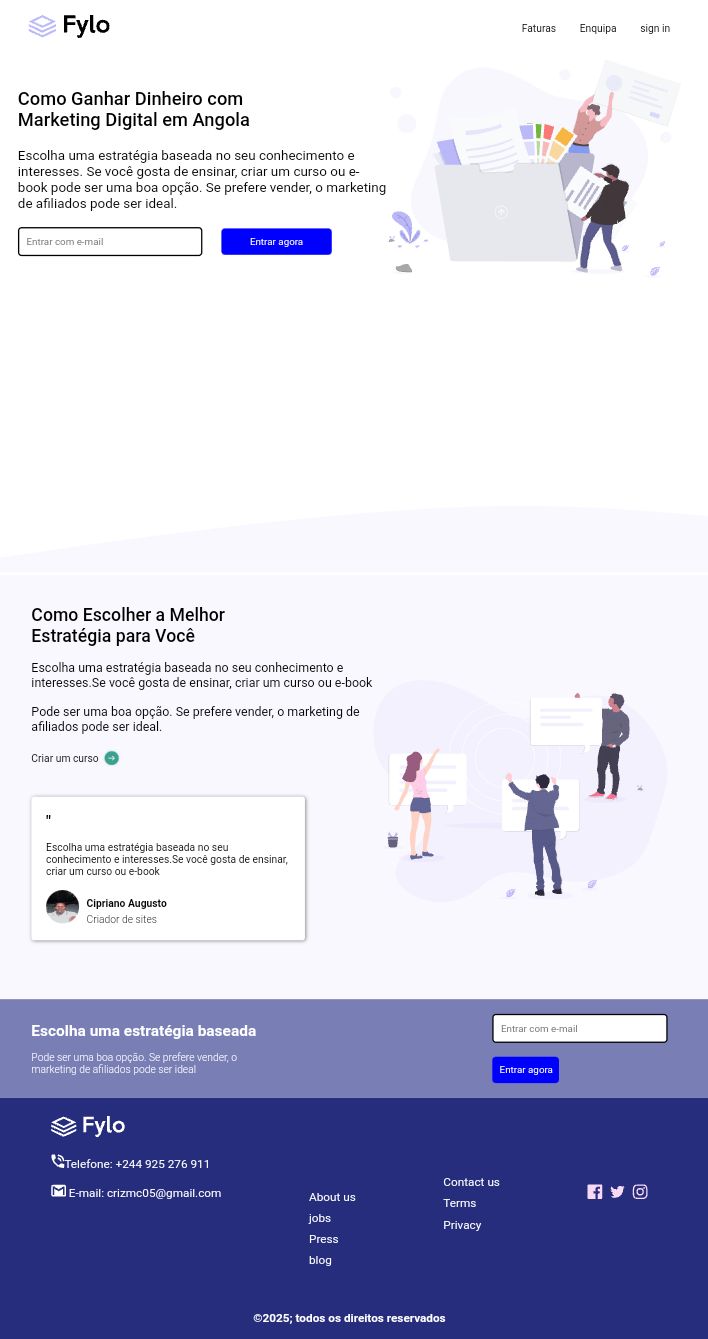 Fylo
Faturas Enquipa sign in
Como Ganhar Dinheiro com
Marketing Digital em Angola
Escolha uma estratégia baseada no seu conhecimento e
interesses. Se você gosta de ensinar, criar um curso ou e-
book pode ser uma boa opção. Se prefere vender, o marketing
de afiliados pode ser ideal.
Entrar com e-mail
Entrar agora
Como Escolher a Melhor
Estratégia para Você
Escolha uma estratégia baseada no seu conhecimento e
interesses.Se você gosta de ensinar, criar um curso ou e-book
Pode ser uma boa opção. Se prefere vender, o marketing de
afiliados pode ser ideal.
Criar um curso
"
Escolha uma estratégia baseada no seu
conhecimento e interesses.Se você gosta de ensinar,
criar um curso ou e-book
Cipriano Augusto
Criador de sites
Escolha uma estratégia baseada
Pode ser uma boa opção. Se prefere vender, o
marketing de afiliados pode ser ideal
Entrar com e-mail
Entrar agora
Fylo
Telefone: +244 925 276 911
E-mail: crizmc05@gmail.com
About us
jobs
Press
blog
Contact us
Terms
Privacy
©2025; todos os direitos reservados